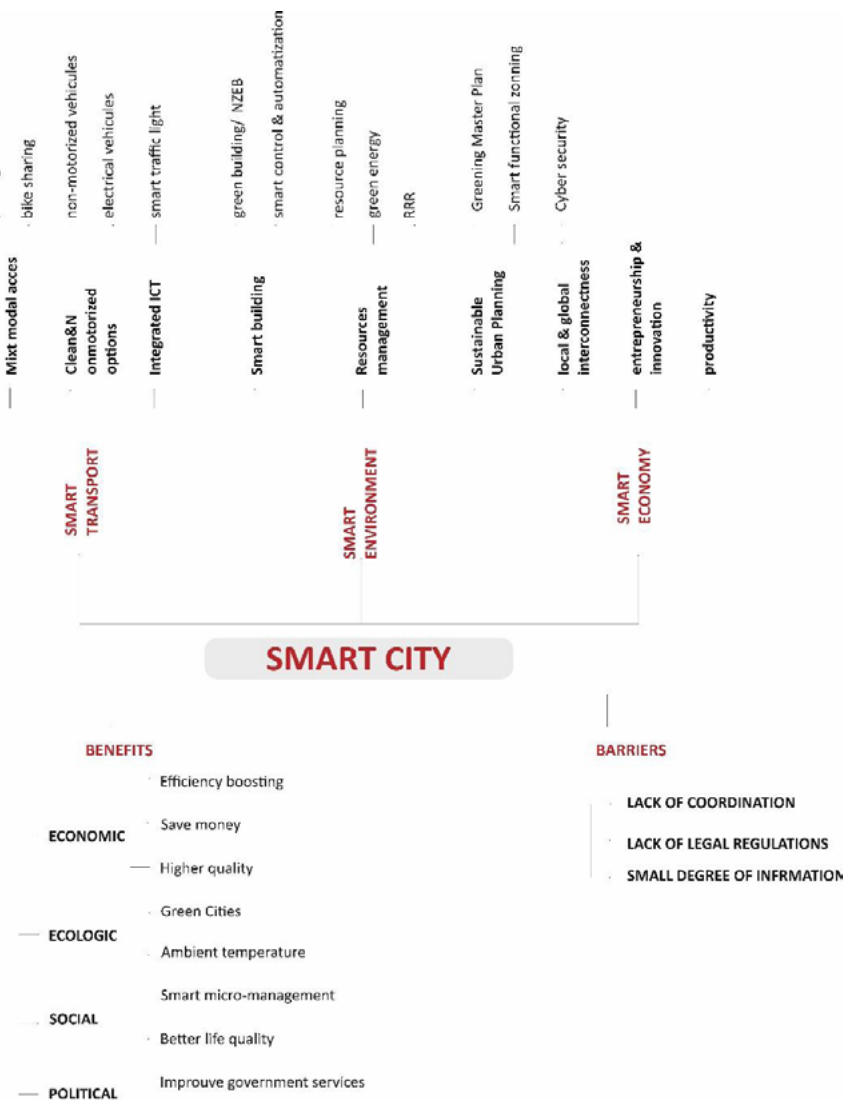 bike sharing
non-motorized vehicules
electrical vehicules
smart traffic light
green building/ NZEB
smart control & automatization
resource planning
green energy
RRR
Greening Master Plan
Smart functional zonning
Cyber security
Mixt modal acces
Clean&N
onmotorized
options
Integrated ICT
Smart building
Resources
management
Sustainable
Urban Planning
local & global
interconnectness
entrepreneurship &
innovation
productivity
SMART
TRANSPORT
SMART
ENVIRONMENT
SMART
ECONOMY
SMART CITY
BENEFITS
BARRIERS
ECONOMIC
Efficiency boosting
Save money
Higher quality
ECOLOGIC
Green Cities
Ambient temperature
SOCIAL
Smart micro-management
Better life quality
POLITICAL
Improuve government services
LACK OF COORDINATION
LACK OF LEGAL REGULATIONS
SMALL DEGREE OF INFRMATION